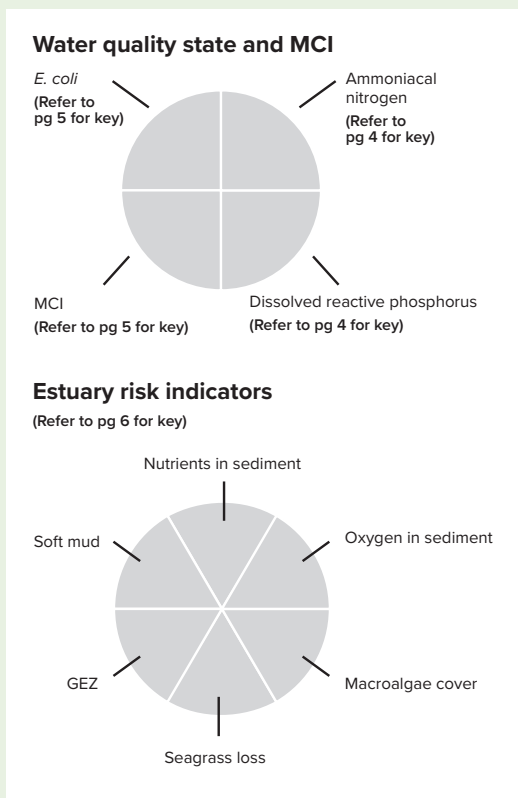 Water quality state and MCI
E. coli
(Refer to
pg 5 for key)
Ammoniacal
nitrogen
(Refer to
pg 4 for key)
MCI
(Refer to pg 5 for key)
Dissolved reactive phosphorus
(Refer to pg 4 for key)
Estuary risk indicators
(Refer to pg 6 for key)
Nutrients in sediment
Soft mud
Oxygen in sediment
GEZ
Macroalgae cover
Seagrass loss